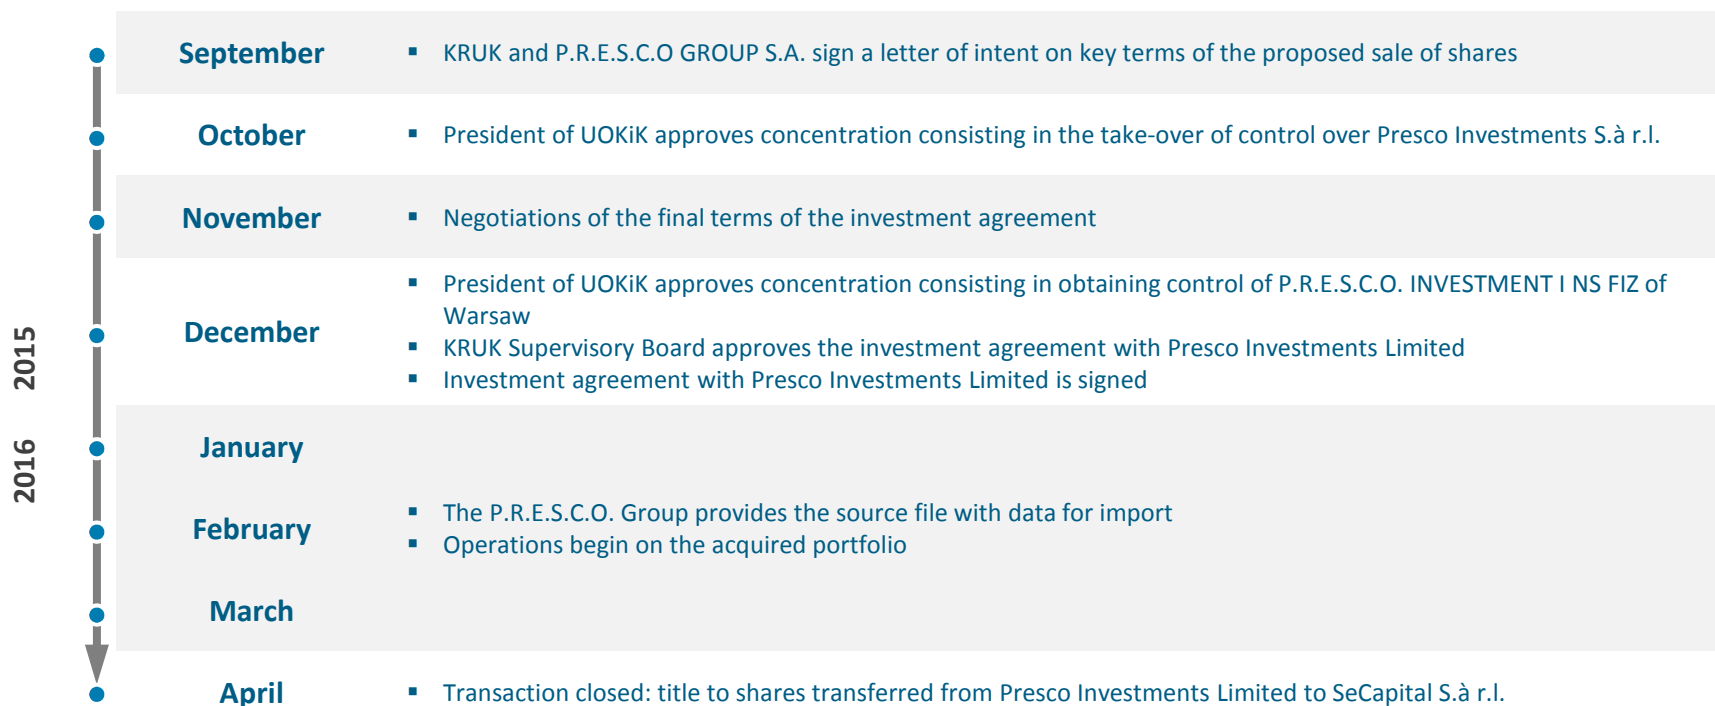 September
▪ KRUK and P.R.E.S.C.O GROUP S.A. sign a letter of intent on key terms of the proposed sale of shares
October
▪ President of UOKiK approves concentration consisting in the take-over of control over Presco Investments S.à r.l.
November
▪ Negotiations of the final terms of the investment agreement
2015
December
▪ President of UOKiK approves concentration consisting in obtaining control of P.R.E.S.C.O. INVESTMENT I NS FIZ of
Warsaw
▪ KRUK Supervisory Board approves the investment agreement with Presco Investments Limited
▪ Investment agreement with Presco Investments Limited is signed
2016
January
February
▪ The P.R.E.S.C.O. Group provides the source file with data for import
▪ Operations begin on the acquired portfolio
March
April
▪ Transaction closed: title to shares transferred from Presco Investments Limited to SeCapital S.à r.l.